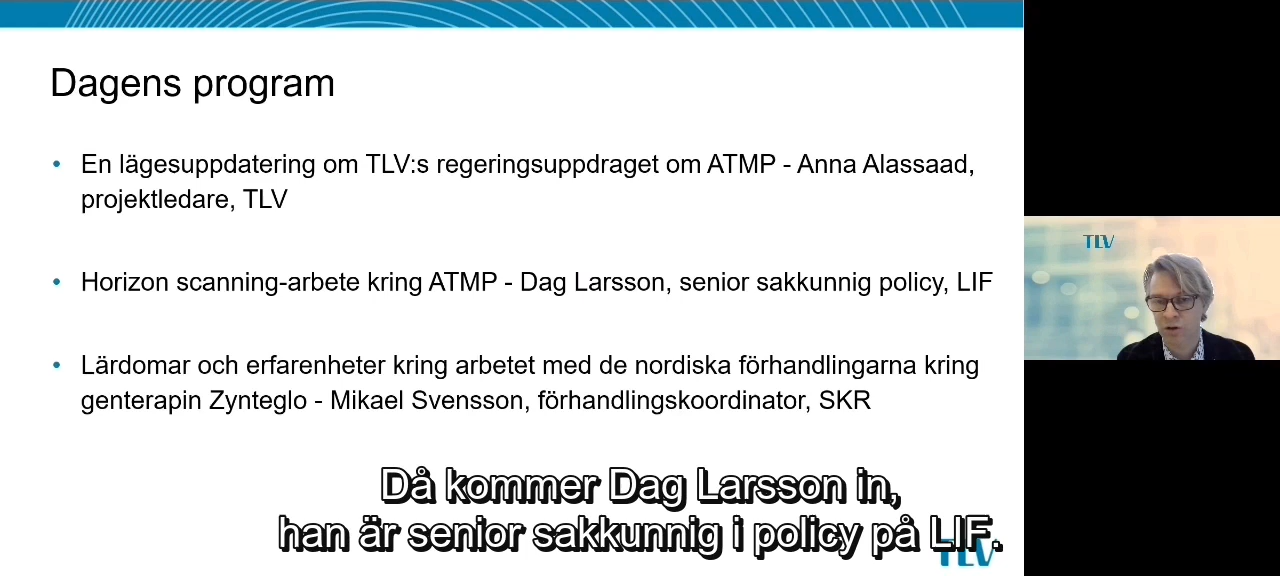 Dagens program
• En lägesuppdatering om TLV:s regeringsuppdraget om ATMP - Anna Alassaad,
projektledare, TLV
• Horizon scanning-arbete kring ATMP - Dag Larsson, senior sakkunnig policy, LIF
• Lärdomar och erfarenheter kring arbetet med de nordiska förhandlingarna kring
genterapin Zynteglo - Mikael Svensson, förhandlingskoordinator, SKR
TLV
Då kommer Dag Larsson in,
han är senior sakkunnig i policy på LIF.
TLV